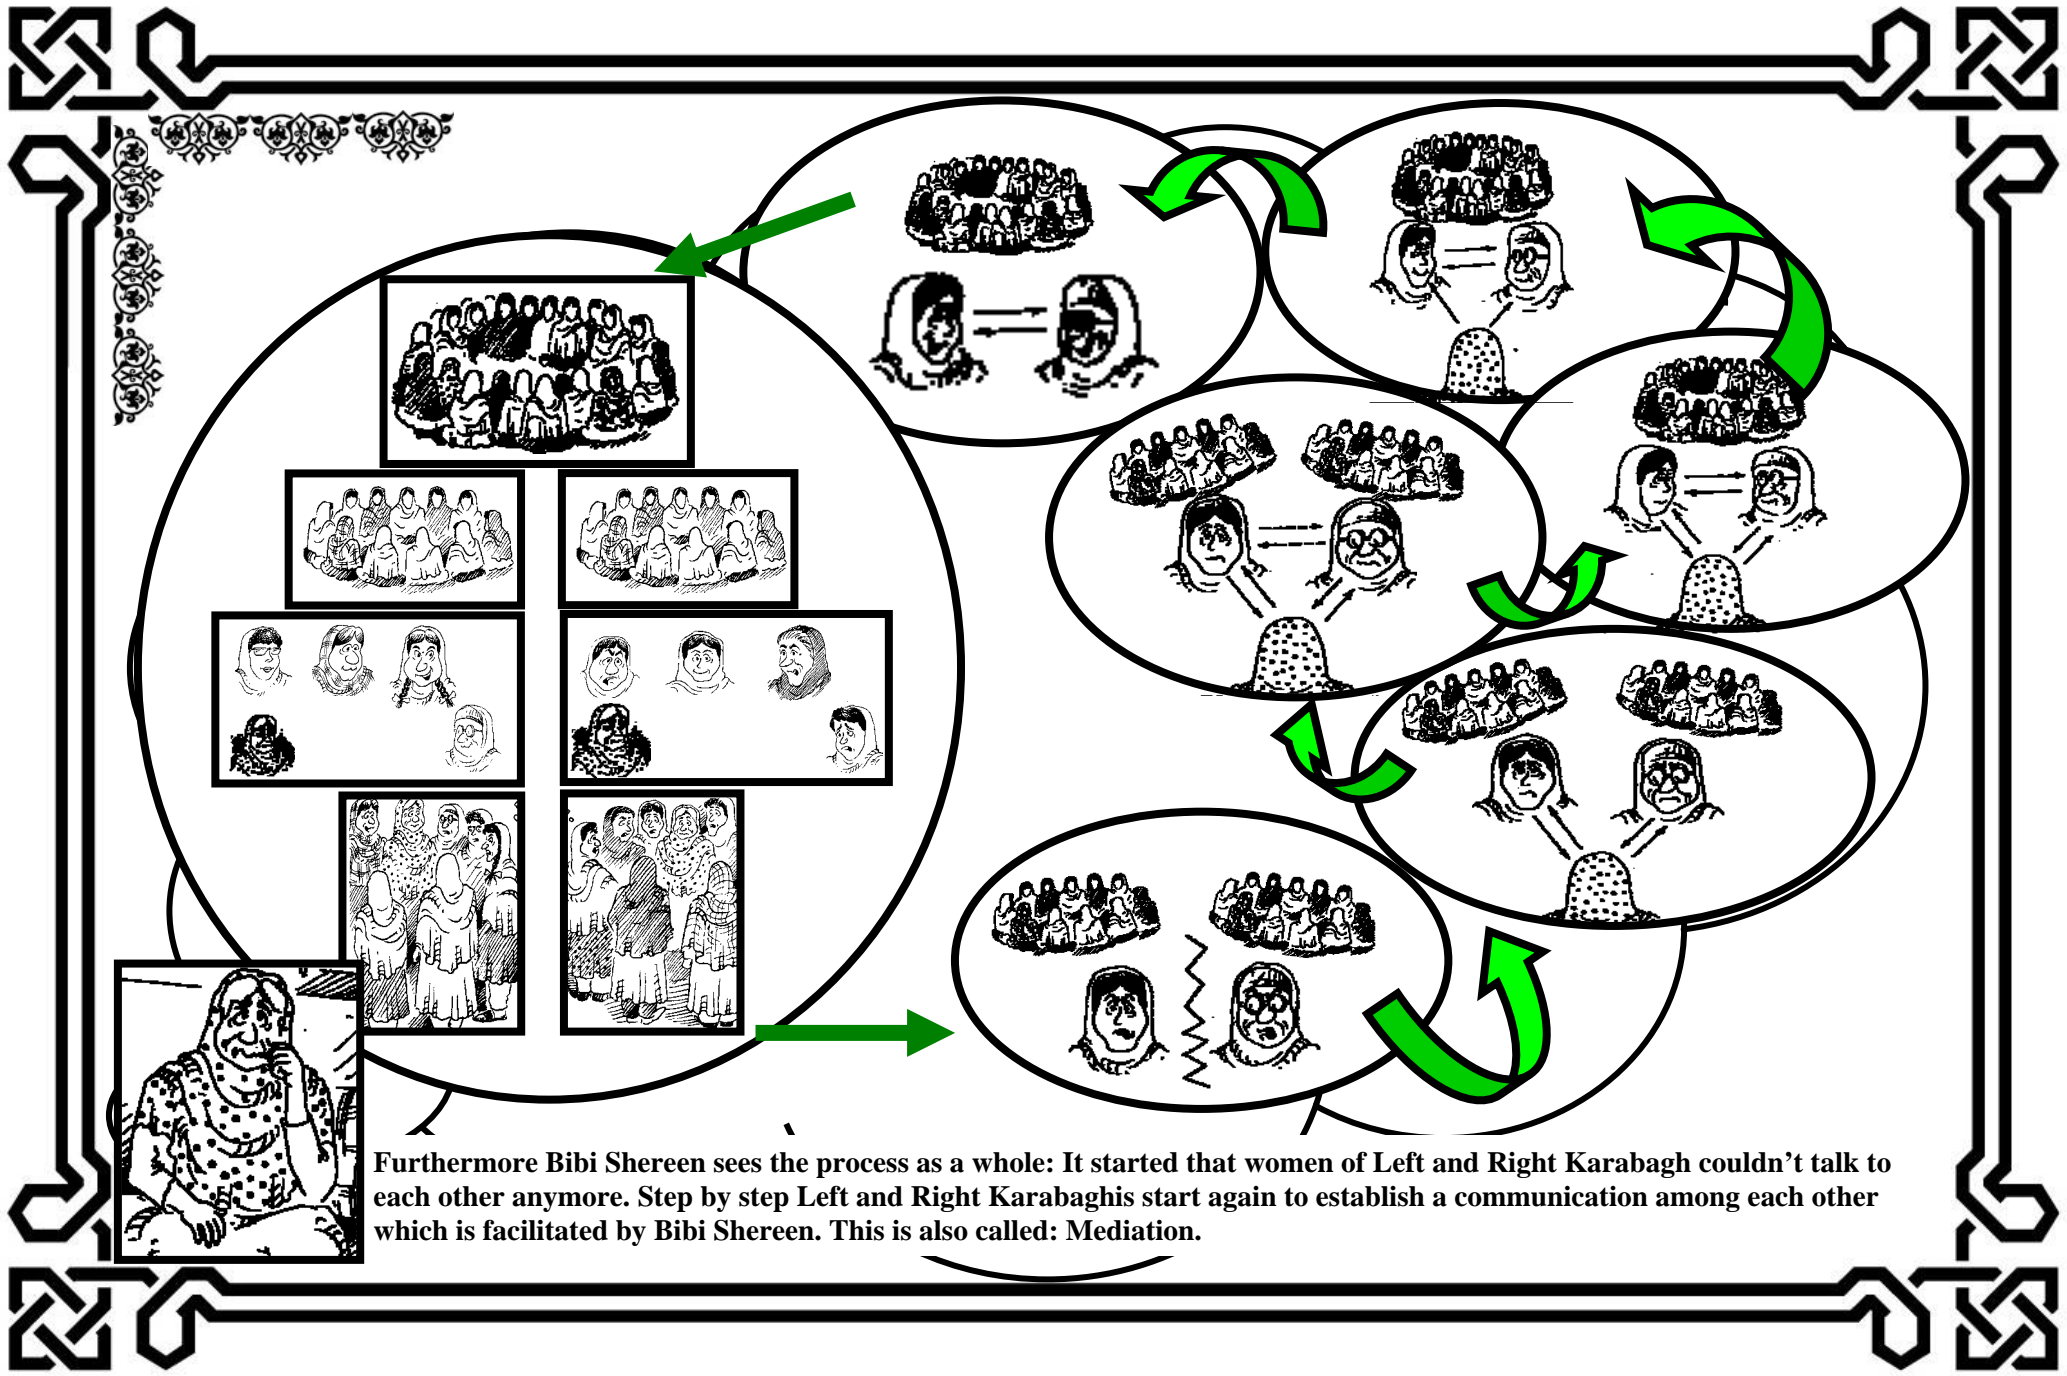 Furthermore Bibi Shereen sees the process as a whole: It started that women of Left and Right Karabagh couldn’t talk to
each other anymore. Step by step Left and Right Karabaghis start again to establish a communication among each other
which is facilitated by Bibi Shereen. This is also called: Mediation.